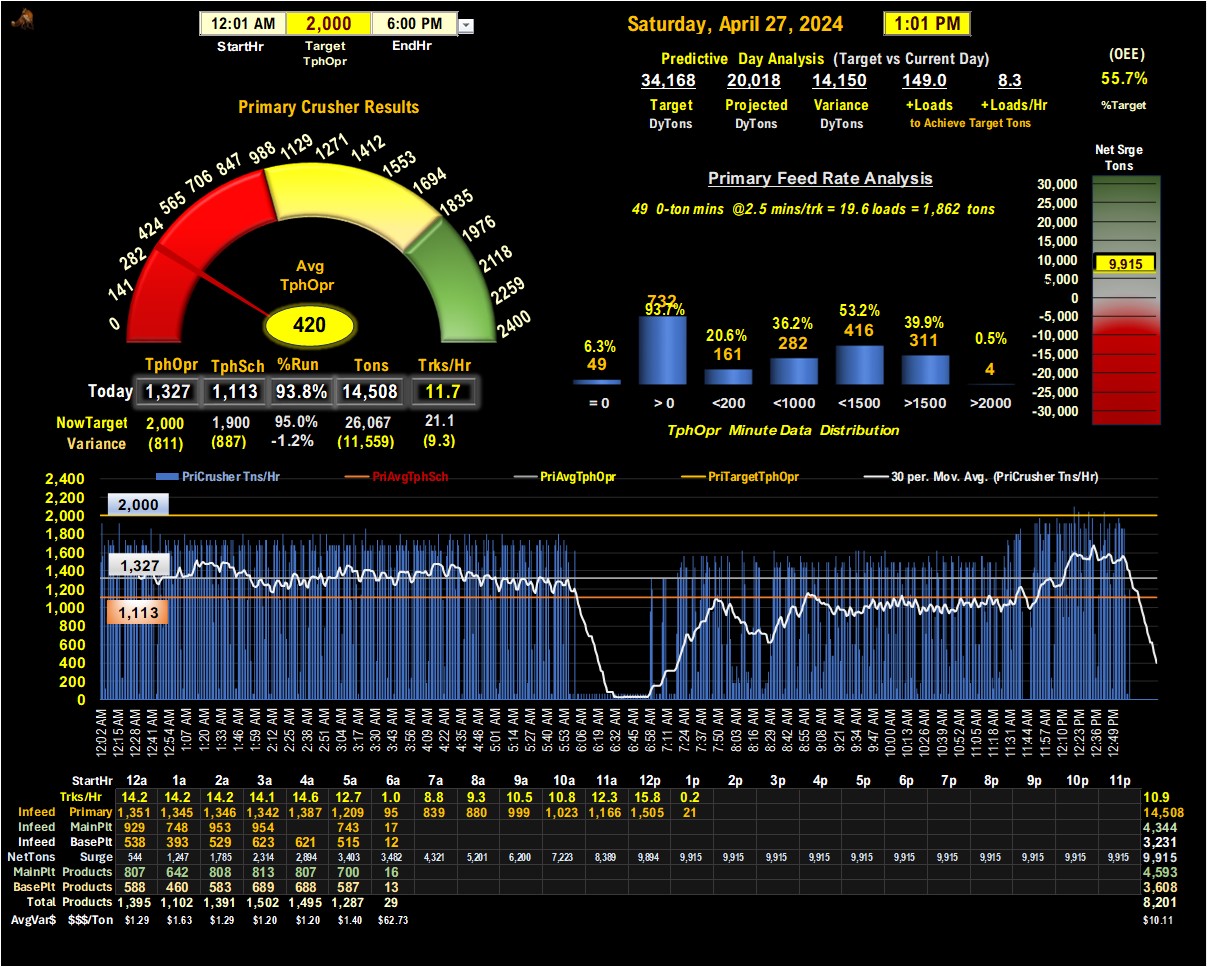 12:01 AM 2,000 6:00 PM
StartHr Target TphOpr EndHr
Saturday, April 27, 2024 1:01 PM
Predictive Day Analysis (Target vs Current Day)
34,168 20,018 14,150 149.0 8.3
Target Projected Variance +Loads +Loads/Hr
DyTons DyTons DyTons to Achieve Target Tons
(OEE)
55.7%
%Target
Primary Crusher Results
0 141 282 424 565 706 847 988 1129 1271 1412 1553 1694 1835 1976 2118 2259 2400
Avg
TphOpr
420
TphOpr TphSch %Run Tons Trks/Hr
Today 1,327 1,113 93.8% 14,508 11.7
NowTarget 2,000 1,900 95.0% 26,067 21.1
Variance (811) (887) -1.2% (11,559) (9.3)
Primary Feed Rate Analysis
49 0-ton mins @2.5 mins/trk = 19.6 loads = 1,862 tons
6.3% 93.7% 20.6% 36.2% 53.2% 39.9% 0.5%
49 732 161 282 416 311 4
= 0 > 0 <200 <1000 <1500 >1500 >2000
TphOpr Minute Data Distribution
Net Srge
Tons
30,000
25,000
20,000
15,000
10,000
5,000
0
-5,000
-10,000
-15,000
-20,000
-25,000
-30,000
9,915
PriCrusher Tns/Hr PriAvgTphSch PriAvgTphOpr PriTargetTphOpr 30 per. Mov. Avg. (PriCrusher Tns/Hr)
2,400
2,200
2,000
1,800
1,600
1,400
1,200
1,000
800
600
400
200
0
2,000
1,327
1,113
12:02 AM 12:15 AM 12:28 AM 12:41 AM 12:54 AM 1:07 AM 1:20 AM 1:33 AM 1:46 AM 1:59 AM 2:12 AM 2:25 AM 2:38 AM 2:51 AM 3:04 AM 3:17 AM 3:30 AM 3:43 AM 3:56 AM 4:09 AM 4:22 AM 4:35 AM 4:48 AM 5:01 AM 5:14 AM 5:27 AM 5:40 AM 5:53 AM 6:06 AM 6:19 AM 6:32 AM 6:45 AM 6:58 AM 7:11 AM 7:24 AM 7:37 AM 7:50 AM 8:03 AM 8:16 AM 8:29 AM 8:42 AM 8:55 AM 9:08 AM 9:21 AM 9:34 AM 9:47 AM 10:00 AM 10:13 AM 10:26 AM 10:39 AM 10:52 AM 11:05 AM 11:18 AM 11:31 AM 11:44 AM 11:57 AM 12:10 PM 12:23 PM 12:36 PM 12:49 PM
StartHr 12a 1a 2a 3a 4a 5a 6a 7a 8a 9a 10a 11a 12p 1p 2p 3p 4p 5p 6p 7p 8p 9p 10p 11p
Trks/Hr 14.2 14.2 14.2 14.1 14.6 12.7 1.0 8.8 9.3 10.5 10.8 12.3 15.8 0.2 10.9
Infeed Primary 1,351 1,345 1,346 1,342 1,387 1,209 95 839 880 999 1,023 1,166 1,505 21 14,508
Infeed MainPlt 929 748 953 954 743 17 4,344
Infeed BasePlt 538 393 529 623 621 515 12 3,231
NetTons Surge 544 1,247 1,785 2,314 2,894 3,403 3,482 4,321 5,201 6,200 7,223 8,389 9,894 9,915 9,915 9,915 9,915 9,915 9,915 9,915 9,915 9,915 9,915 9,915 9,915
MainPlt Products 807 642 808 813 807 700 16 4,593
BasePlt Products 588 460 583 689 688 587 13 3,608
Total Products 1,395 1,102 1,391 1,502 1,495 1,287 29 8,201
AvgVar$ $$$/Ton $1.29 $1.63 $1.29 $1.20 $1.20 $1.40 $62.73 $10.11